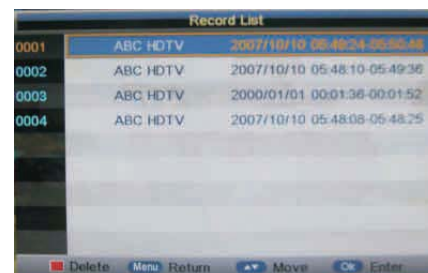 Record List
0001 ABC HDTV 2007/10/10 05:49:24-05:50:46
0002 ABC HDTV 2007/10/10 05:48:10-05:49:36
0003 ABC HDTV 2000/01/01 00:01:36-00:01:52
0004 ABC HDTV 2007/10/10 05:48:08-05:48:25
Delete Menu Return Move Ok Enter